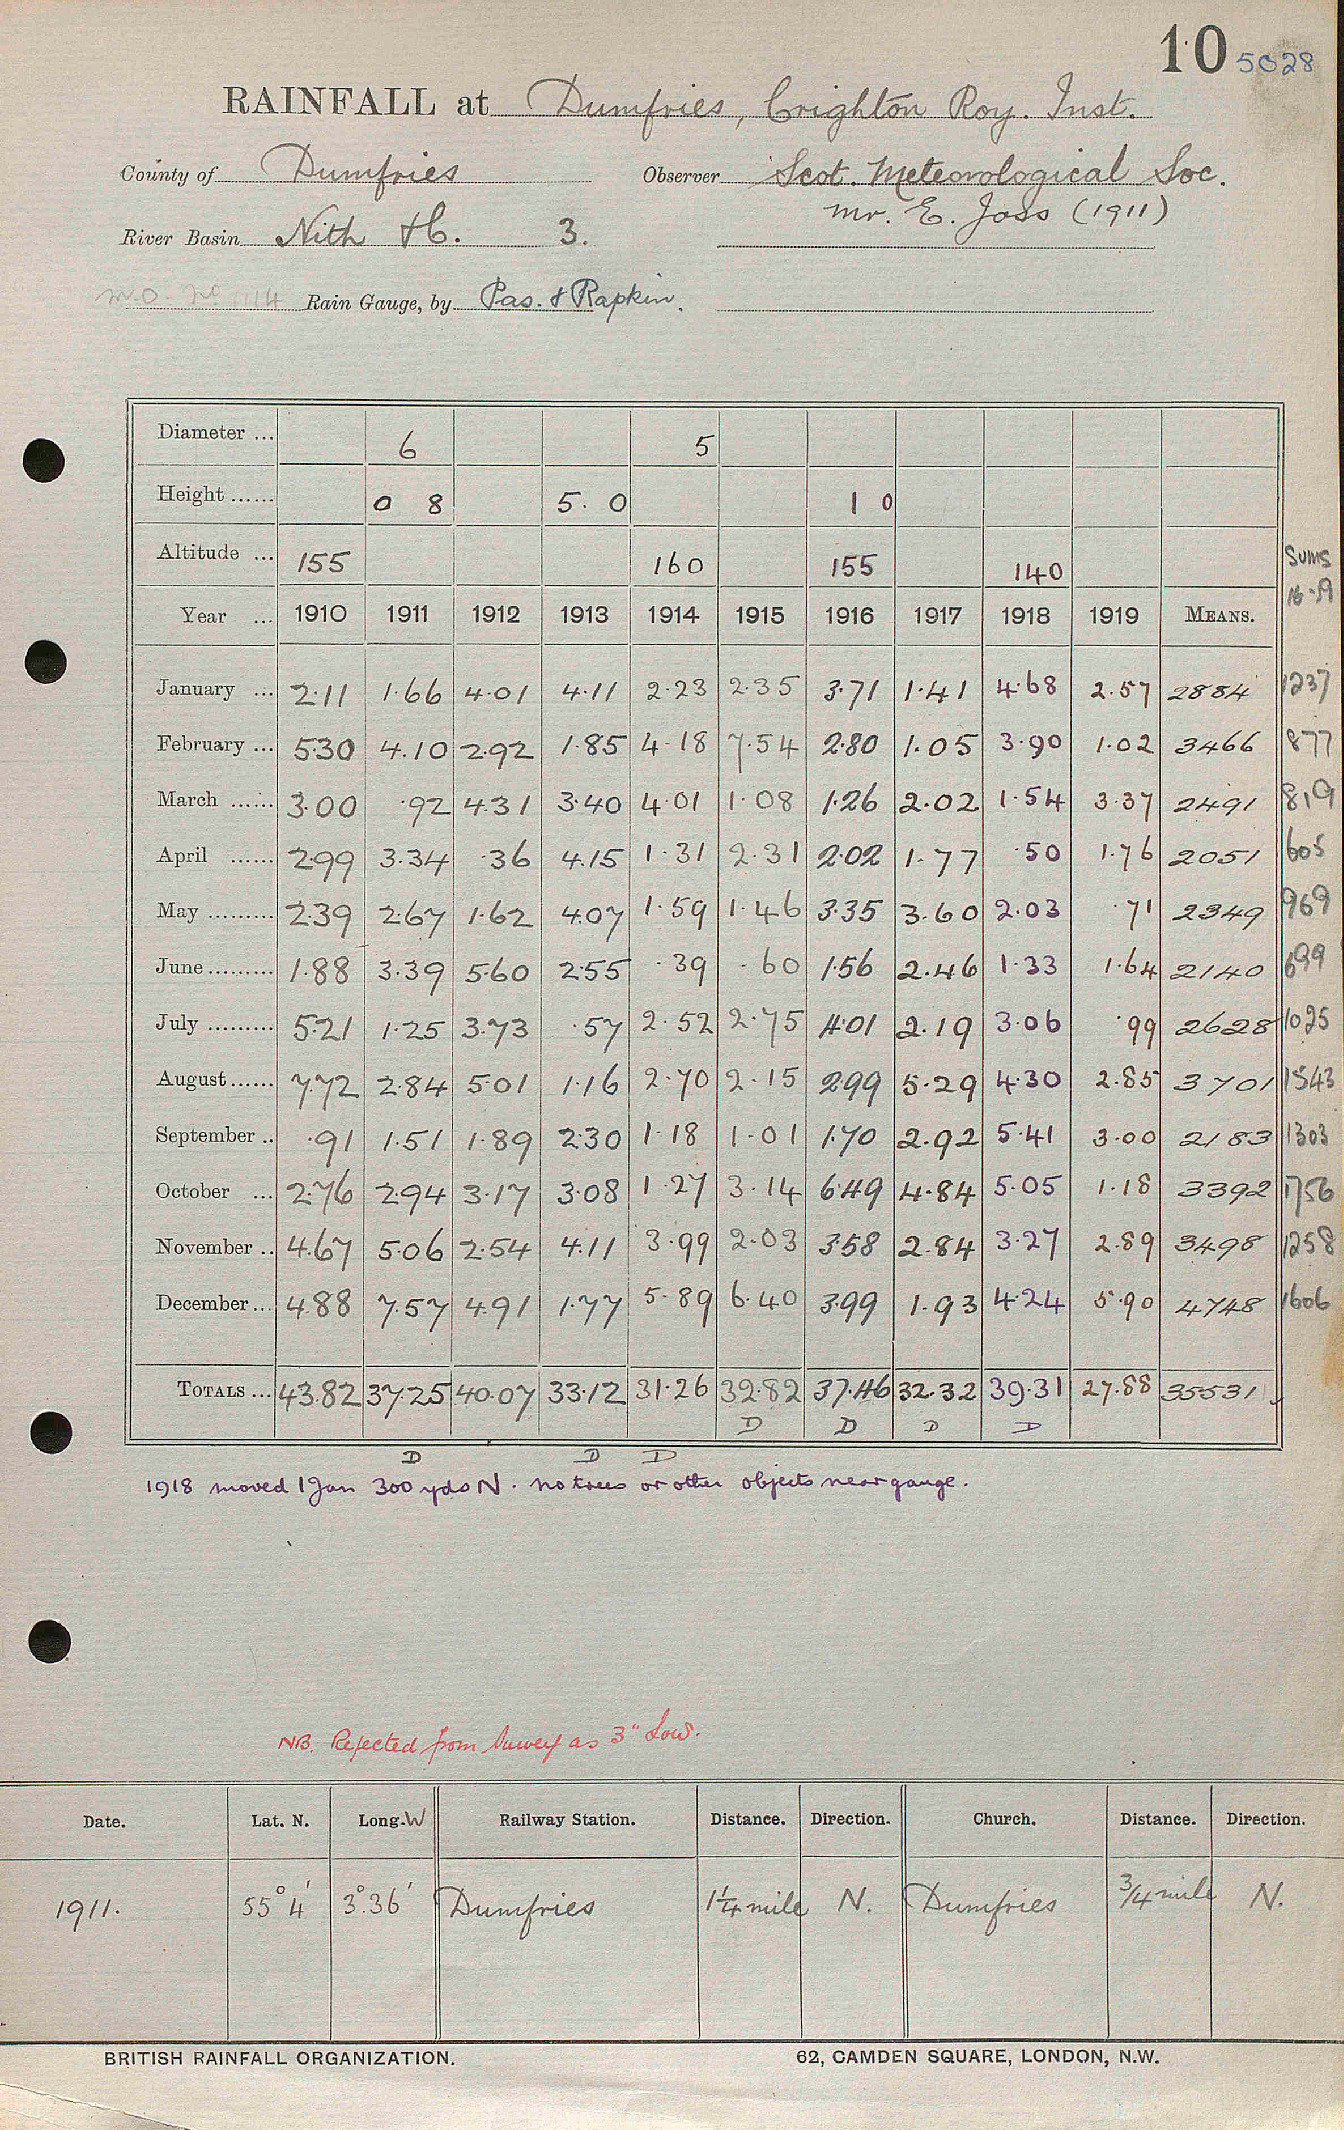 10 5028
RAINFALL at Dumfries, Crighton Roy. Inst.
County of Dumfries Observer Scot. Meteorological Soc.
Mr. E. Joss (1911)
River Basin Nith &c. 3.
M.O. No 1114 Rain Gauge, by Pas. & Rapkin.
Diameter ... 6 5
Height ...... 0 8 5. 0 1 0
Altitude ... 155 160 155 140 Sums
Year ... 1910 1911 1912 1913 1914 1915 1916 1917 1918 1919 MEANS. 16-19
January ... 2.11 1.66 4.01 4.11 2.23 2.35 3.71 1.41 4.68 2.57 2884 1237
February ... 5.30 4.10 2.92 1.85 4.18 7.54 2.80 1.05 3.90 1.02 3466 877
March ...... 3.00 .92 4.31 3.40 4.01 1.08 1.26 2.02 1.54 3.37 2491 819
April ...... 2.99 3.34 .36 4.15 1.31 2.31 2.02 1.77 .50 1.76 2051 605
May ......... 2.39 2.67 1.62 4.07 1.59 1.46 3.35 3.60 2.03 .71 2349 969
June ......... 1.88 3.39 5.60 2.55 .39 .60 1.56 2.46 1.33 1.64 2140 699
July ......... 5.21 1.25 3.73 .57 2.52 2.75 4.01 2.19 3.06 .99 2628 1025
August ...... 7.72 2.84 5.01 1.16 2.70 2.15 2.99 5.29 4.30 2.85 3701 1543
September .. .91 1.51 1.89 2.30 1.18 1.01 1.70 2.92 5.41 3.00 2183 1303
October ... 2.76 2.94 3.17 3.08 1.27 3.14 6.49 4.84 5.05 1.18 3392 1756
November .. 4.67 5.06 2.54 4.11 3.99 2.03 3.58 2.84 3.27 2.89 3498 1258
December ... 4.88 7.57 4.91 1.77 5.89 6.40 3.99 1.93 4.24 5.90 4748 1606
TOTALS ... 43.82 37.25 40.07 33.12 31.26 32.82 37.46 32.32 39.31 27.88 35531
D D D D
D D D
1918 moved 1 Jan 300 yds N. no trees or other objects near gauge.
NB. Rejected from Survey as 3" Low.
Date. Lat. N. Long. W Railway Station. Distance. Direction. Church. Distance. Direction.
1911. 55° 4' 3° 36' Dumfries 1¼ mile N. Dumfries 3/4 mile N.
BRITISH RAINFALL ORGANIZATION. 62, CAMDEN SQUARE, LONDON, N.W.